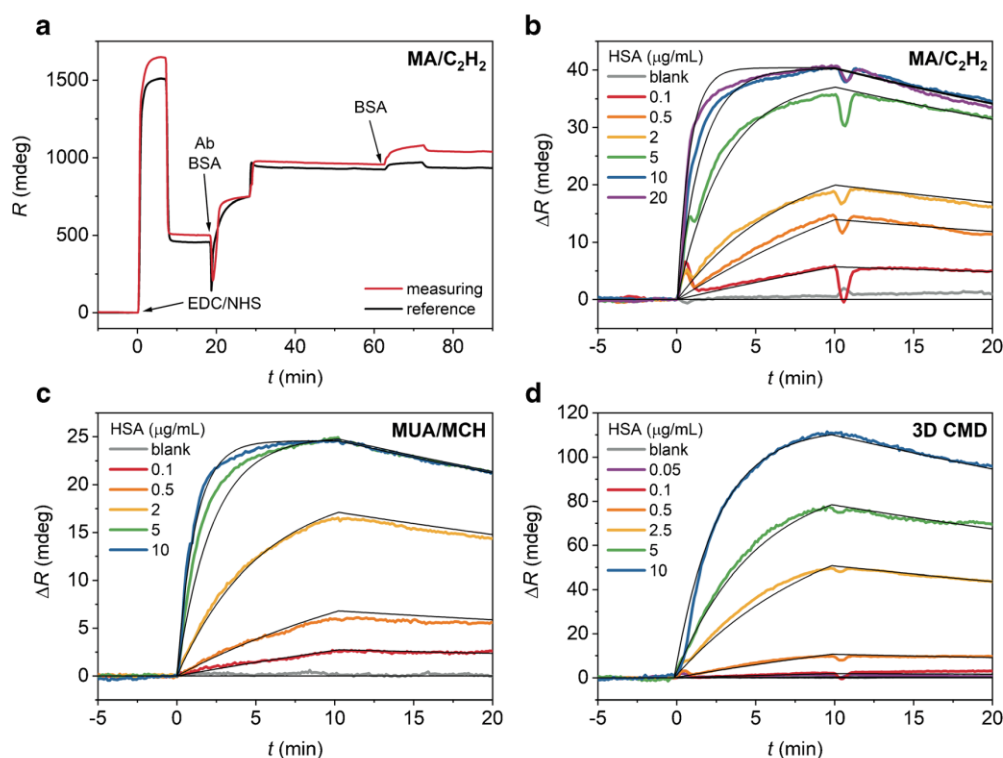 a
MA/C₂H₂
R (mdeg)
1500
1000
500
0
Ab
BSA
BSA
EDC/NHS
measuring
reference
0
20
40
60
80
t (min)
b
HSA (μg/mL)
MA/C₂H₂
blank
0.1
0.5
2
5
10
20
ΔR (mdeg)
40
30
20
10
0
-5
0
5
10
15
20
t (min)
c
HSA (μg/mL)
MUA/MCH
blank
0.1
0.5
2
5
10
ΔR (mdeg)
25
20
15
10
5
0
-5
0
5
10
15
20
t (min)
d
HSA (μg/mL)
3D CMD
blank
0.05
0.1
0.5
2.5
5
10
ΔR (mdeg)
120
100
80
60
40
20
0
-5
0
5
10
15
20
t (min)